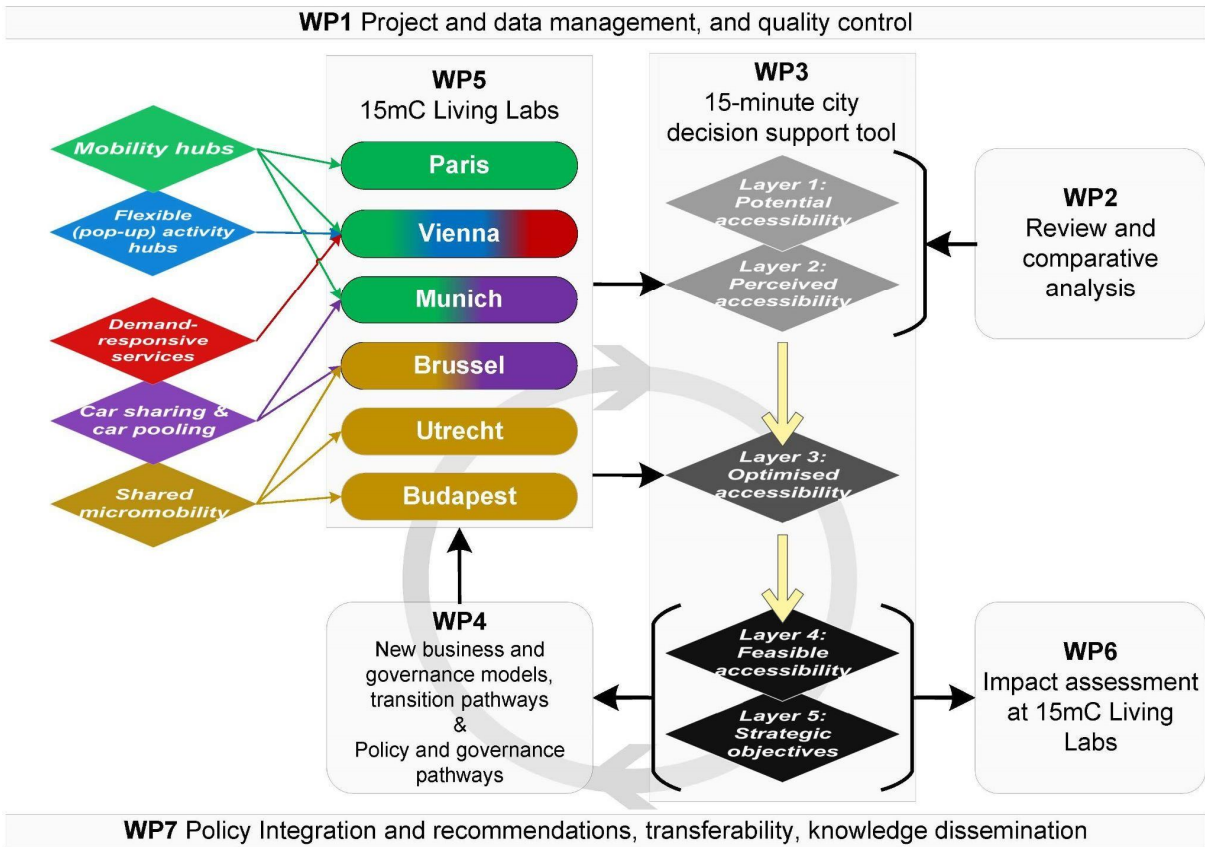 WP1 Project and data management, and quality control
Mobility hubs
Flexible
(pop-up) activity
hubs
Demand-
responsive
services
Car sharing &
car pooling
Shared
micromobility
WP5
15mC Living Labs
Paris
Vienna
Munich
Brussel
Utrecht
Budapest
WP3
15-minute city
decision support tool
Layer 1:
Potential
accessibility
Layer 2:
Perceived
accessibility
Layer 3:
Optimised
accessibility
Layer 4:
Feasible
accessibility
Layer 5:
Strategic
objectives
WP2
Review and
comparative
analysis
WP4
New business and
governance models,
transition pathways
&
Policy and governance
pathways
WP6
Impact assessment
at 15mC Living
Labs
WP7 Policy Integration and recommendations, transferability, knowledge dissemination